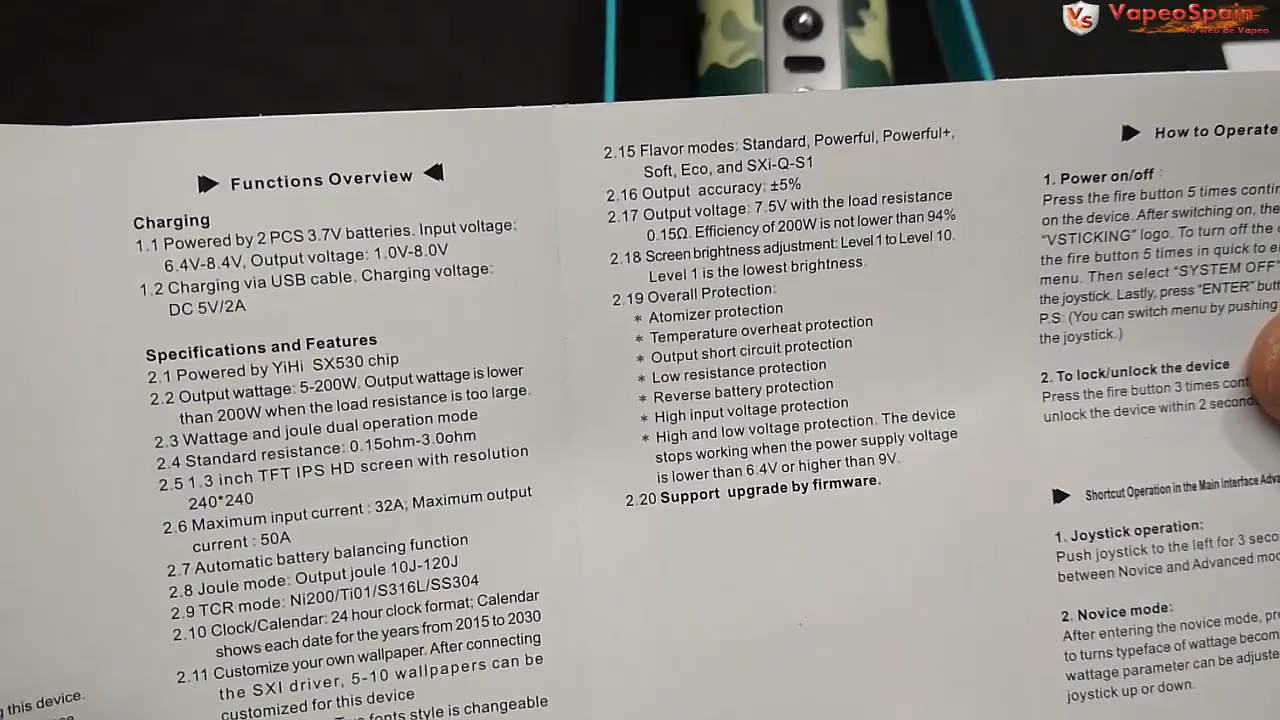 Vs VapeoSpain
Tu web de Vapeo
Functions Overview
Charging
1.1 Powered by 2 PCS 3.7V batteries. Input voltage:
6.4V-8.4V, Output voltage: 1.0V-8.0V
1.2 Charging via USB cable. Charging voltage:
DC 5V/2A
Specifications and Features
2.1 Powered by YiHi SX530 chip
2.2 Output wattage: 5-200W. Output wattage is lower
than 200W when the load resistance is too large.
2.3 Wattage and joule dual operation mode
2.4 Standard resistance: 0.15ohm-3.0ohm
2.5 1.3 inch TFT IPS HD screen with resolution
240*240
2.6 Maximum input current : 32A; Maximum output
current : 50A
2.7 Automatic battery balancing function
2.8 Joule mode: Output joule 10J-120J
2.9 TCR mode: Ni200/Ti01/S316L/SS304
2.10 Clock/Calendar: 24 hour clock format; Calendar
shows each date for the years from 2015 to 2030
2.11 Customize your own wallpaper. After connecting
the SXI driver, 5-10 wallpapers can be
customized for this device
fonts style is changeable
g this device.
2.15 Flavor modes: Standard, Powerful, Powerful+,
Soft, Eco, and SXi-Q-S1
2.16 Output accuracy: ±5%
2.17 Output voltage: 7.5V with the load resistance
0.15Ω. Efficiency of 200W is not lower than 94%
2.18 Screen brightness adjustment: Level 1 to Level 10.
Level 1 is the lowest brightness.
2.19 Overall Protection:
* Atomizer protection
* Temperature overheat protection
* Output short circuit protection
* Low resistance protection
* Reverse battery protection
* High input voltage protection
* High and low voltage protection. The device
stops working when the power supply voltage
is lower than 6.4V or higher than 9V.
2.20 Support upgrade by firmware.
How to Operate
1. Power on/off :
Press the fire button 5 times contin
on the device. After switching on, the
"VSTICKING" logo. To turn off the
the fire button 5 times in quick to e
menu. Then select "SYSTEM OFF"
the joystick. Lastly, press "ENTER" butt
P.S: (You can switch menu by pushing
the joystick.)
2. To lock/unlock the device
Press the fire button 3 times cont
unlock the device within 2 seconds
Shortcut Operation in the Main Interface Adva
1. Joystick operation:
Push joystick to the left for 3 seco
between Novice and Advanced mod
2. Novice mode:
After entering the novice mode, pre
to turns typeface of wattage becom
wattage parameter can be adjuste
joystick up or down.